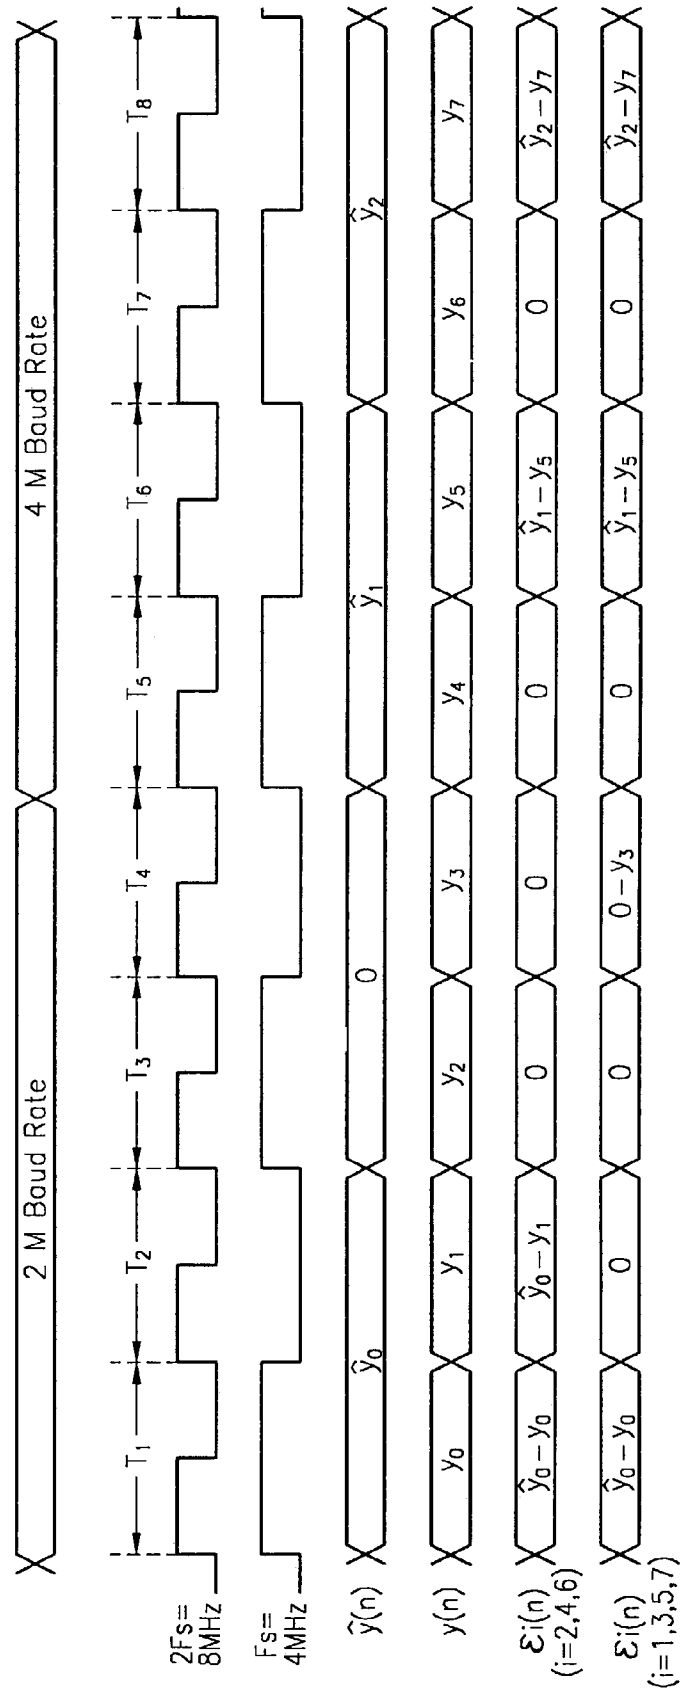 2 M Baud Rate 4 M Baud Rate
T1 T2 T3 T4 T5 T6 T7 T8
2Fs=
8MHz
Fs=
4MHz
ŷ(n) ŷ0 0 ŷ1 ŷ2
y(n) y0 y1 y2 y3 y4 y5 y6 y7
εi(n)
(i=2,4,6) ŷ0−y0 ŷ0−y1 0 0 0 ŷ1−y5 0 ŷ2−y7
εi(n)
(i=1,3,5,7) ŷ0−y0 0 0 0−y3 0 ŷ1−y5 0 ŷ2−y7